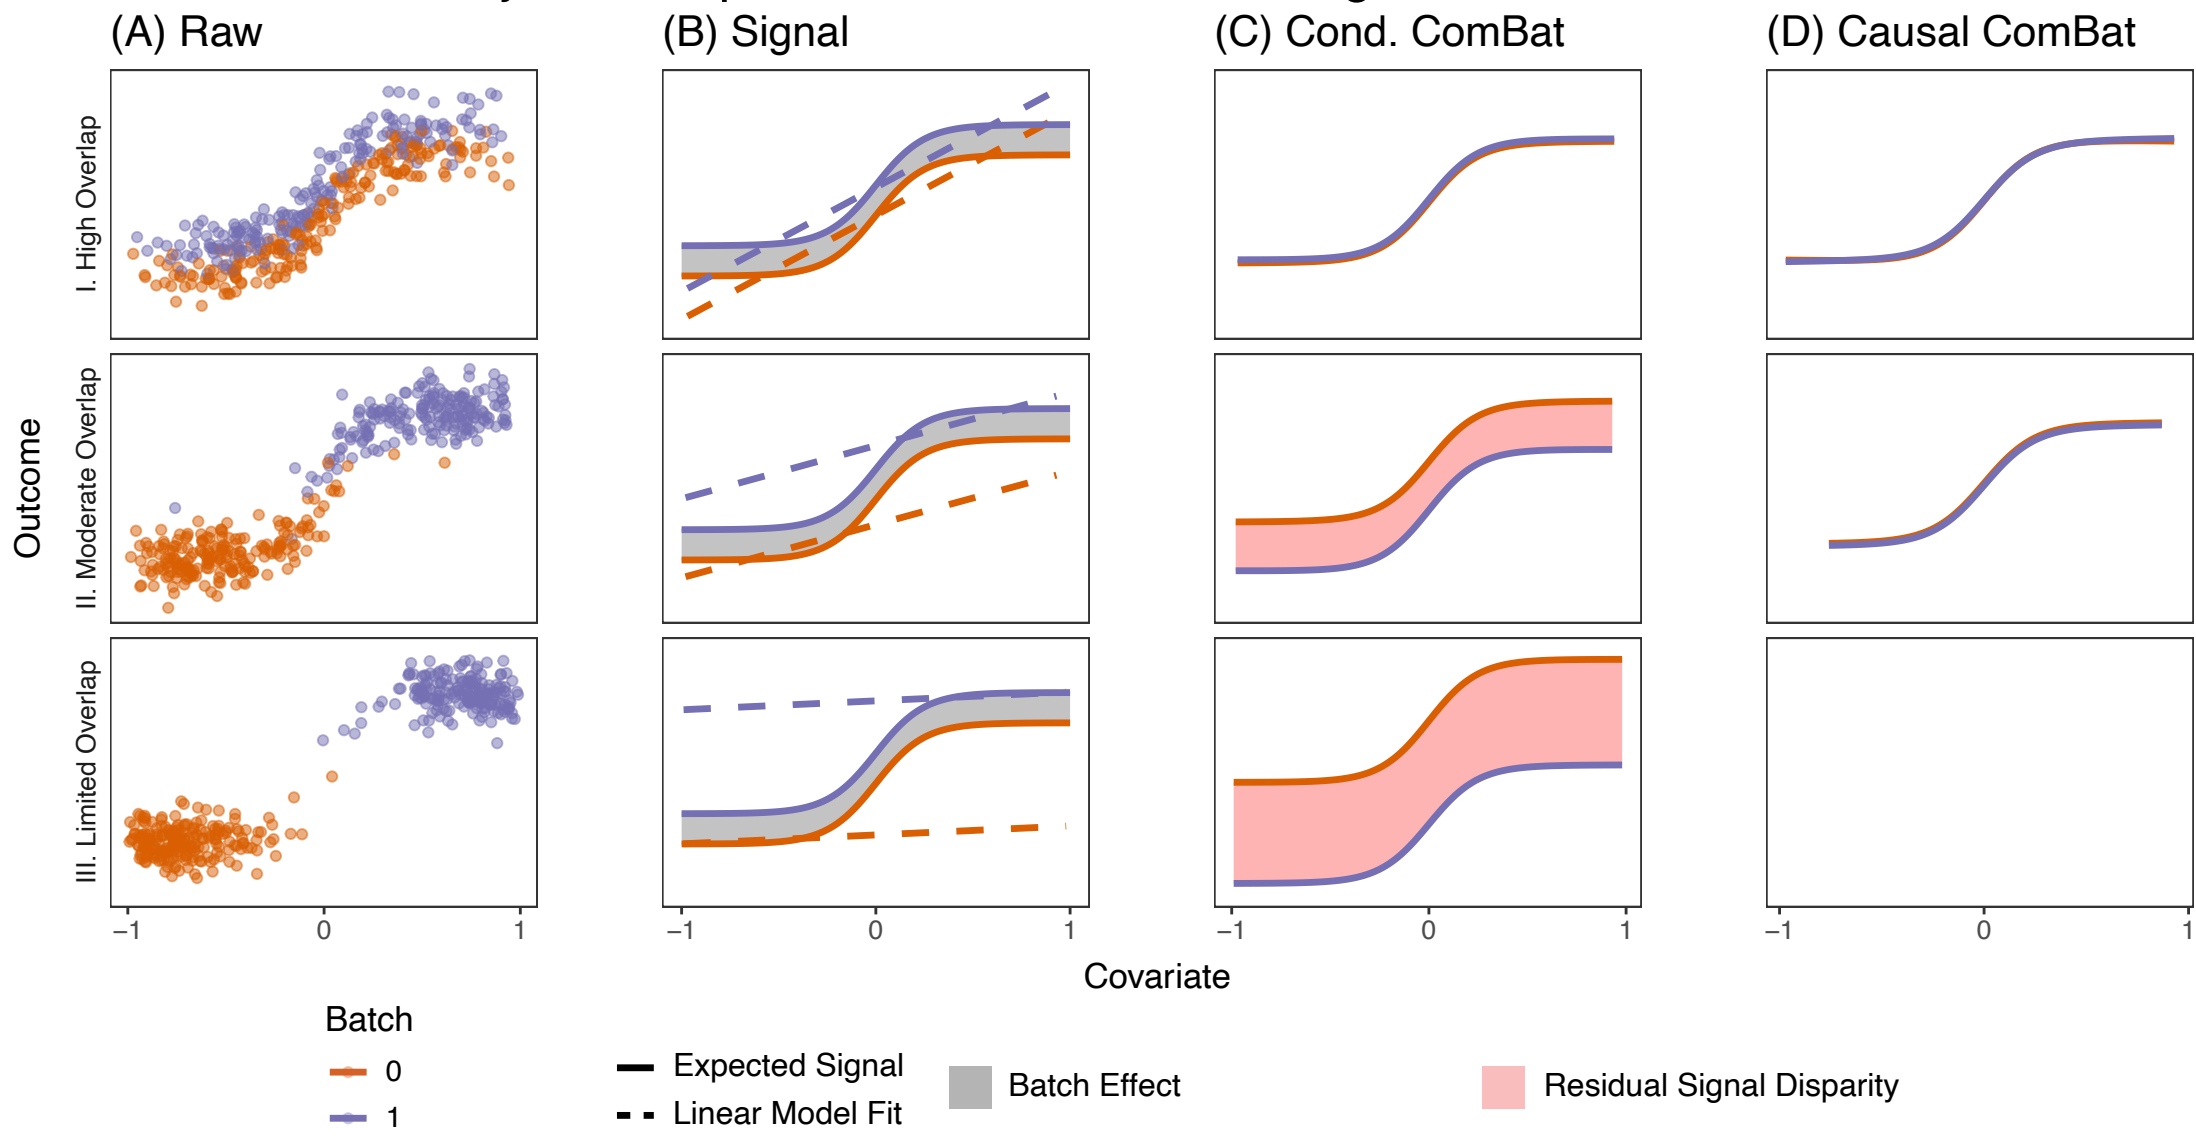 (A) Raw
(B) Signal
(C) Cond. ComBat
(D) Causal ComBat
Outcome
I. High Overlap
II. Moderate Overlap
III. Limited Overlap
−1 0 1
−1 0 1
−1 0 1
−1 0 1
Covariate
Batch
0
1
Expected Signal
Linear Model Fit
Batch Effect
Residual Signal Disparity